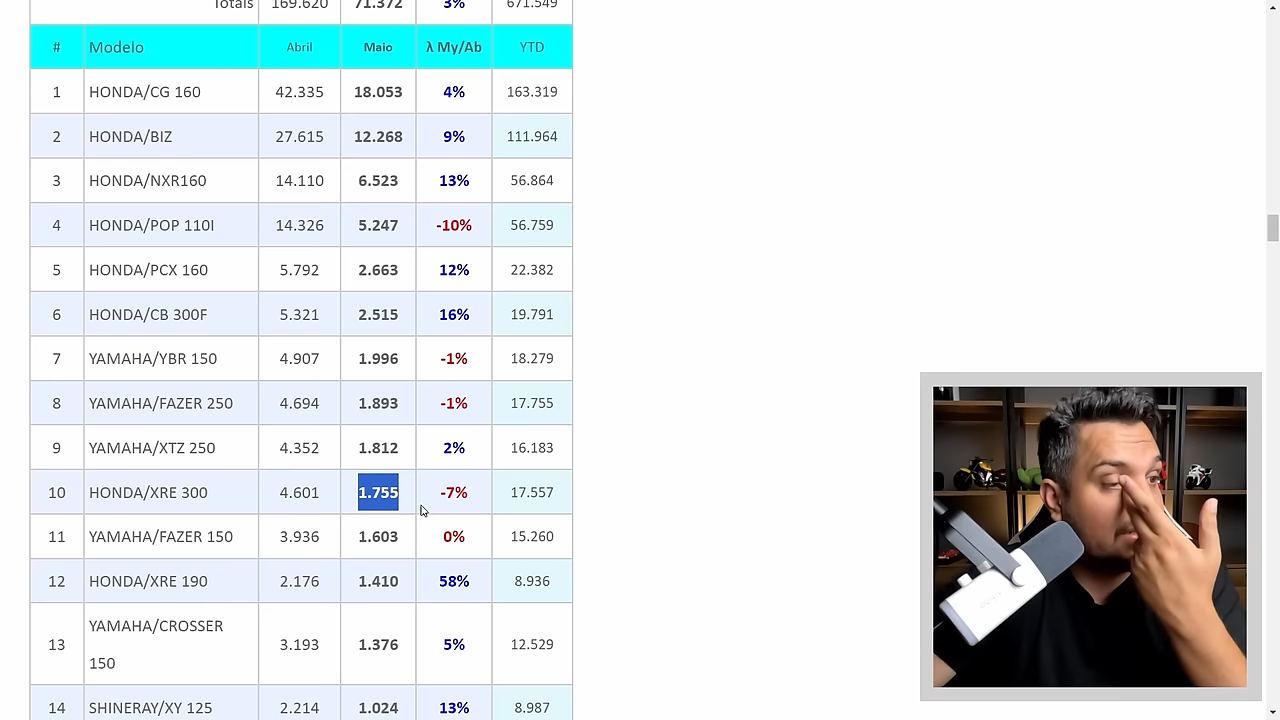 Totals 169.620 71.372 3% 671.549
# Modelo Abril Maio λ My/Ab YTD
1 HONDA/CG 160 42.335 18.053 4% 163.319
2 HONDA/BIZ 27.615 12.268 9% 111.964
3 HONDA/NXR160 14.110 6.523 13% 56.864
4 HONDA/POP 110I 14.326 5.247 -10% 56.759
5 HONDA/PCX 160 5.792 2.663 12% 22.382
6 HONDA/CB 300F 5.321 2.515 16% 19.791
7 YAMAHA/YBR 150 4.907 1.996 -1% 18.279
8 YAMAHA/FAZER 250 4.694 1.893 -1% 17.755
9 YAMAHA/XTZ 250 4.352 1.812 2% 16.183
10 HONDA/XRE 300 4.601 1.755 -7% 17.557
11 YAMAHA/FAZER 150 3.936 1.603 0% 15.260
12 HONDA/XRE 190 2.176 1.410 58% 8.936
13 YAMAHA/CROSSER 3.193 1.376 5% 12.529
150
14 SHINERAY/XY 125 2.214 1.024 13% 8.987